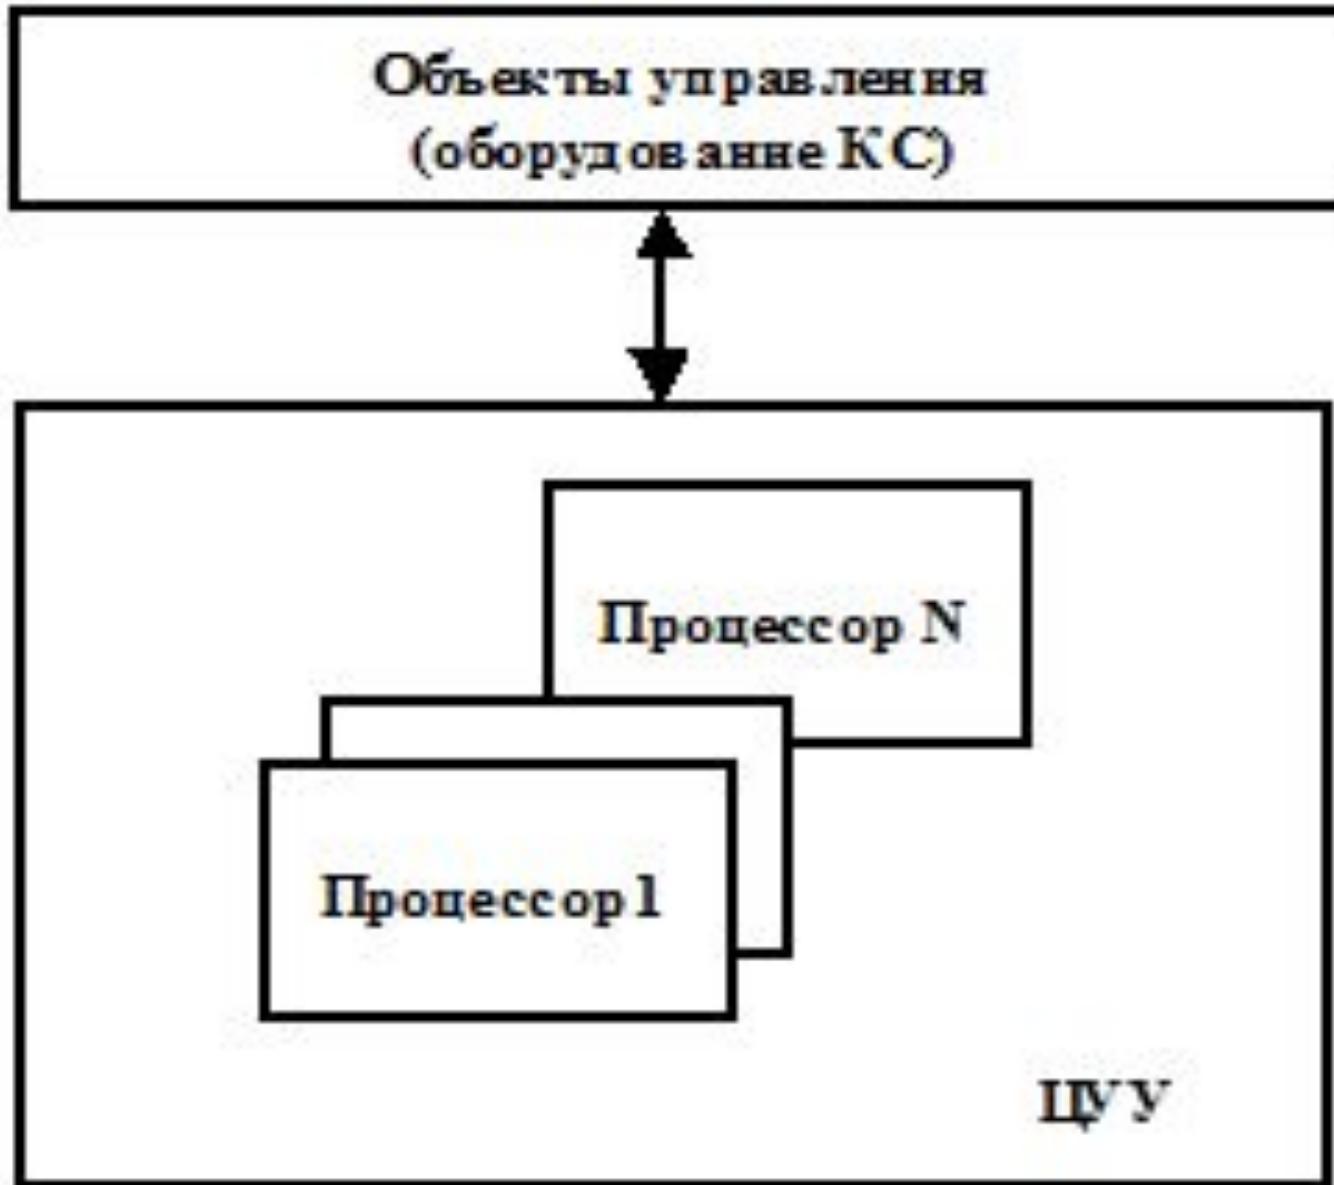 Объекты управления
(оборудование КС)
Процессор N
Процессор 1
ЦУУ